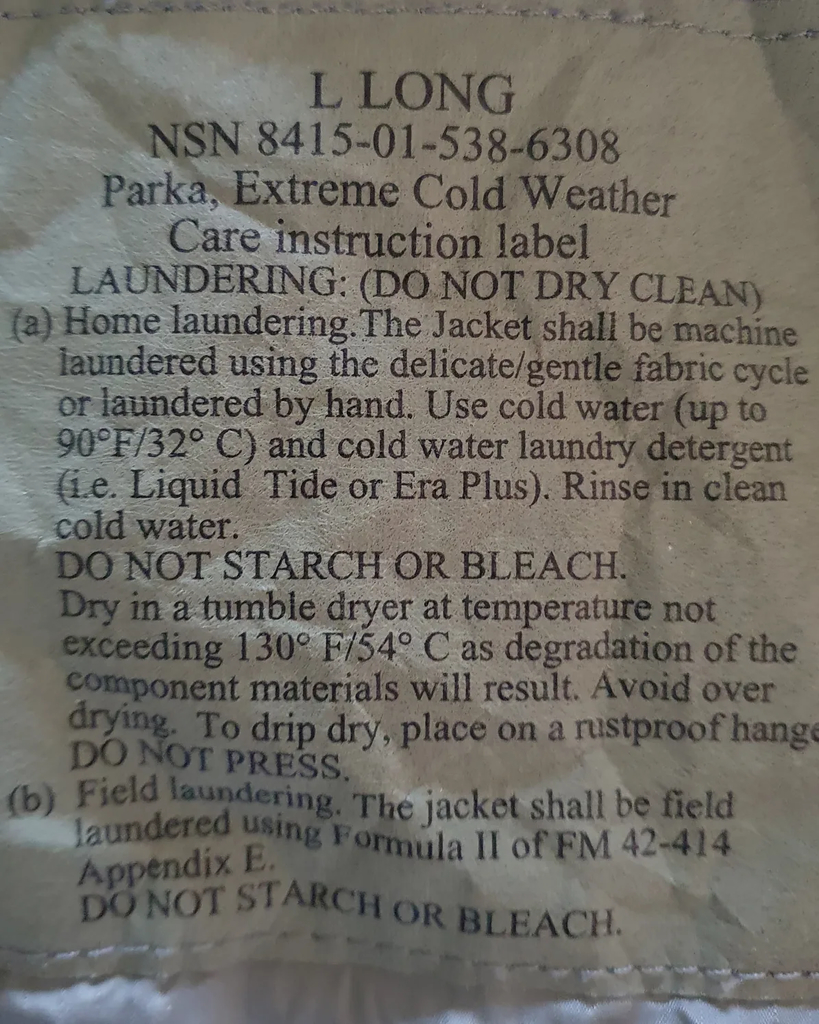 L LONG
NSN 8415-01-538-6308
Parka, Extreme Cold Weather
Care instruction label
LAUNDERING: (DO NOT DRY CLEAN)
(a) Home laundering.The Jacket shall be machine
laundered using the delicate/gentle fabric cycle
or laundered by hand. Use cold water (up to
90°F/32° C) and cold water laundry detergent
(i.e. Liquid Tide or Era Plus). Rinse in clean
cold water.
DO NOT STARCH OR BLEACH.
Dry in a tumble dryer at temperature not
exceeding 130° F/54° C as degradation of the
component materials will result. Avoid over
drying. To drip dry, place on a rustproof hange
DO NOT PRESS.
(b) Field laundering. The jacket shall be field
laundered using Formula II of FM 42-414
Appendix E.
DO NOT STARCH OR BLEACH.